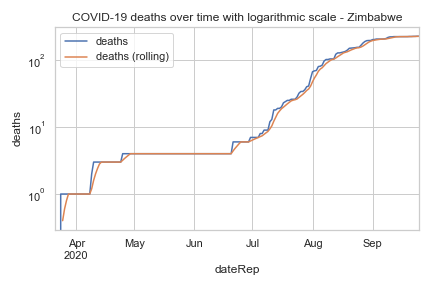 COVID-19 deaths over time with logarithmic scale - Zimbabwe
deaths
deaths (rolling)
10²
10¹
10⁰
deaths
Apr May Jun Jul Aug Sep
2020
dateRep